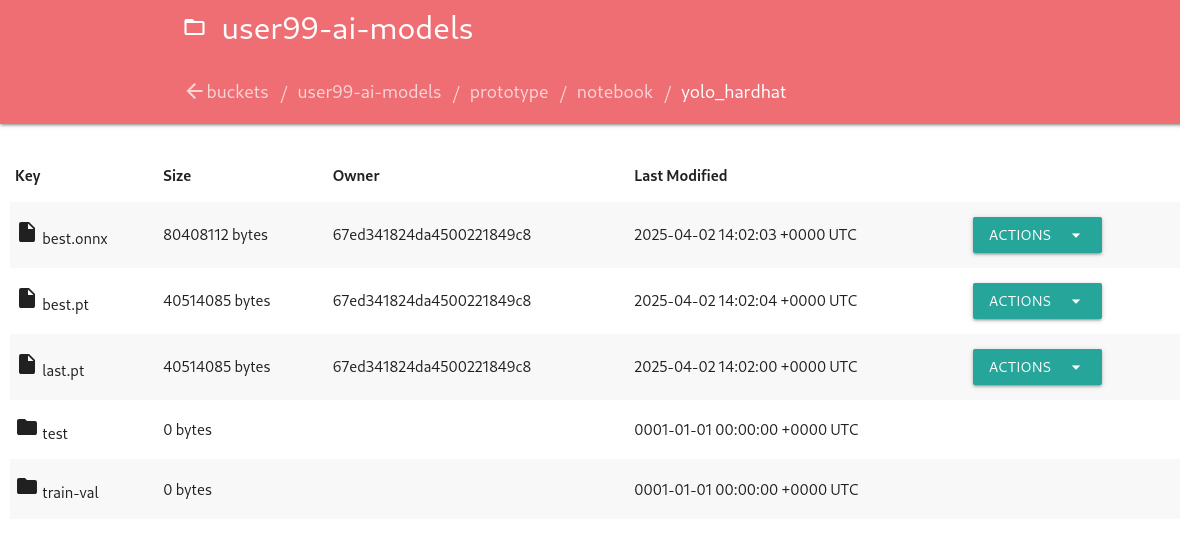 user99-ai-models
buckets / user99-ai-models / prototype / notebook / yolo_hardhat
Key Size Owner Last Modified
best.onnx 80408112 bytes 67ed341824da4500221849c8 2025-04-02 14:02:03 +0000 UTC ACTIONS
best.pt 40514085 bytes 67ed341824da4500221849c8 2025-04-02 14:02:04 +0000 UTC ACTIONS
last.pt 40514085 bytes 67ed341824da4500221849c8 2025-04-02 14:02:00 +0000 UTC ACTIONS
test 0 bytes 0001-01-01 00:00:00 +0000 UTC
train-val 0 bytes 0001-01-01 00:00:00 +0000 UTC